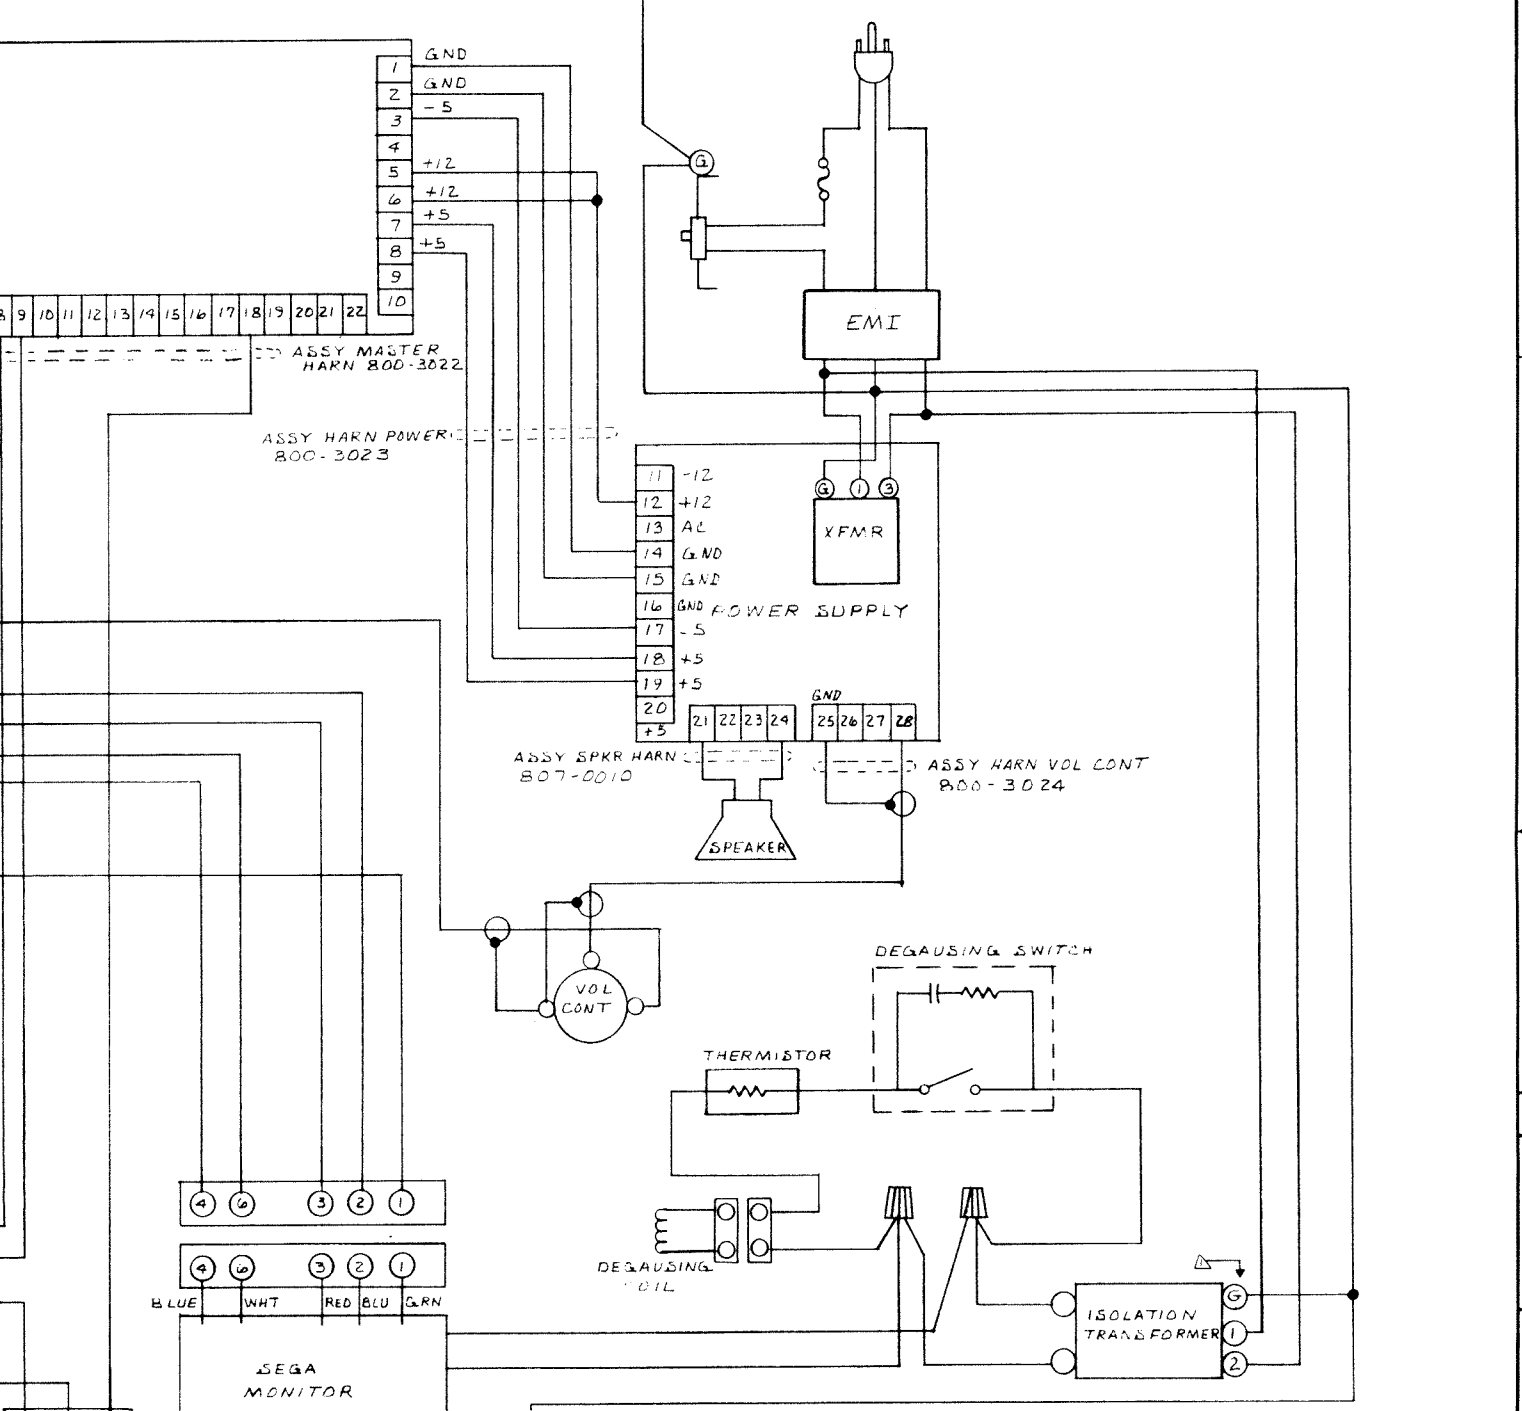 1 GND
2 GND
3 - 5
4
5 +12
6 +12
7 +5
8 +5
9
10
9 10 11 12 13 14 15 16 17 18 19 20 21 22
ASSY MASTER
HARN 800-3022
G
EMI
ASSY HARN POWER
800-3023
11 -12
12 +12
13 AC
14 GND
15 GND
16 GND
17 -5
18 +5
19 +5
20
+5
G 1 3
XFMR
POWER SUPPLY
GND
21 22 23 24
25 26 27 28
ASSY SPKR HARN
807-0010
ASSY HARN VOL CONT
800-3024
SPEAKER
VOL
CONT
DEGAUSING SWITCH
THERMISTOR
DEGAUSING
4 6 3 2 1
4 6 3 2 1
BLUE WHT RED BLU GRN
SEGA
MONITOR
ISOLATION
TRANSFORMER
G
1
2